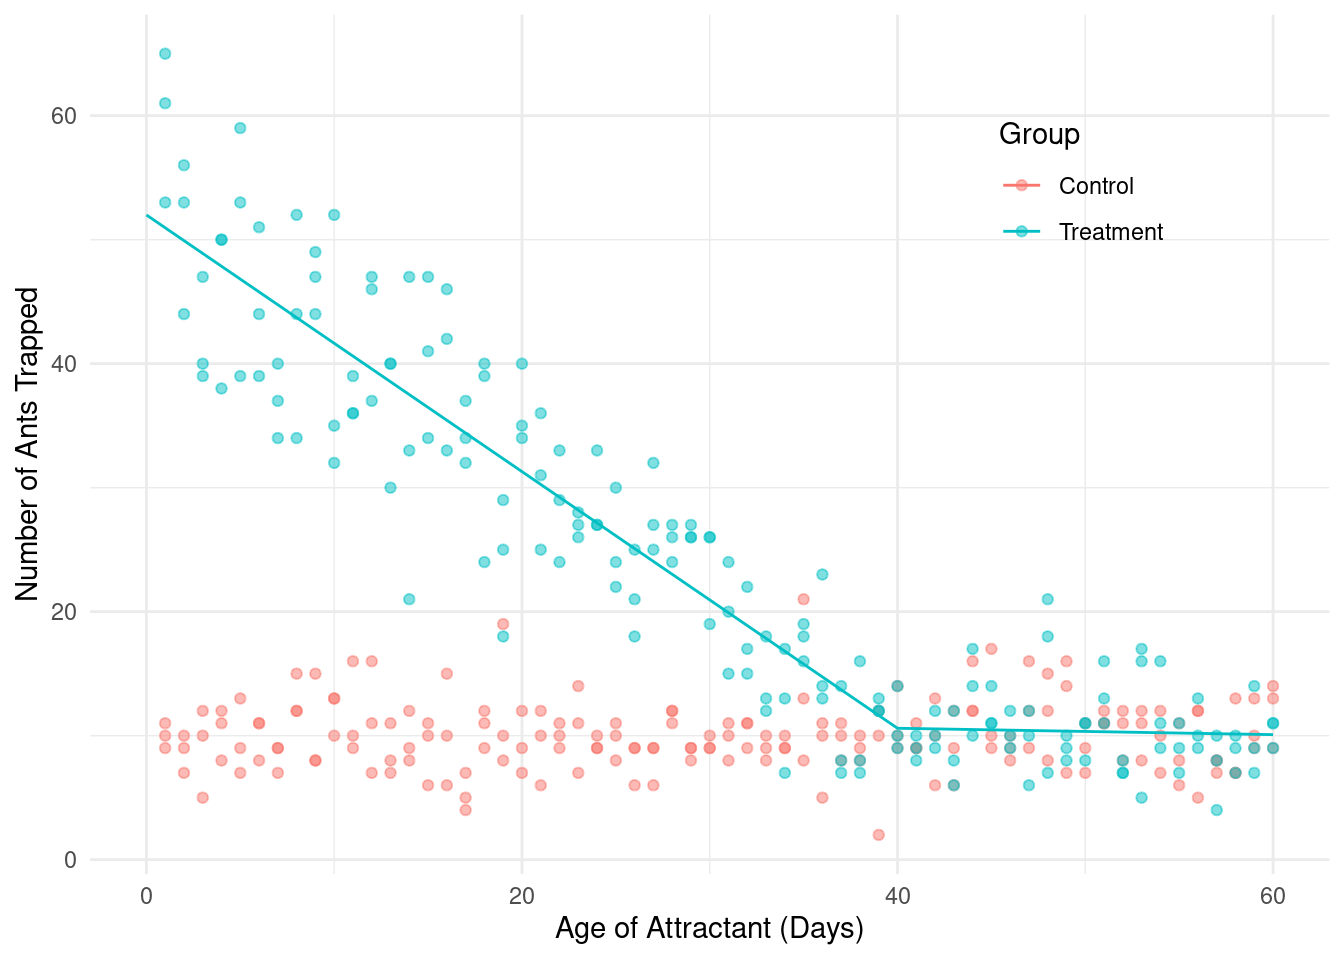 60
40
20
0
Number of Ants Trapped
Group
Control
Treatment
0 20 40 60
Age of Attractant (Days)